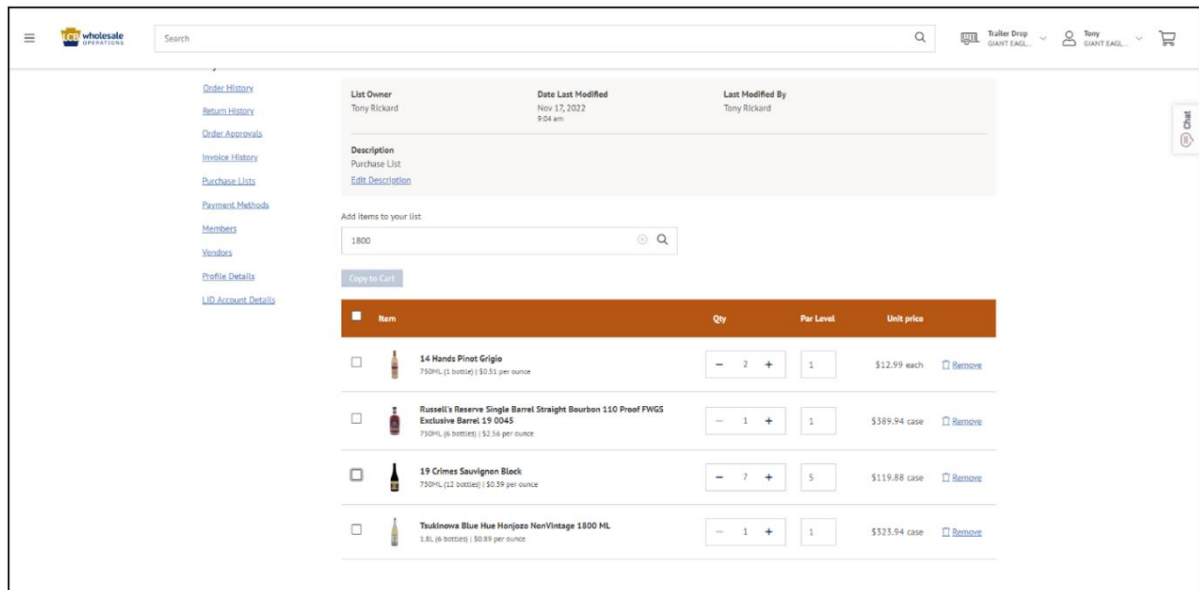 LCB wholesale
OPERATIONS
Search
Trailer Drop
GIANT EAGL...
Tony
GIANT EAGL...
Order History
Return History
Order Approvals
Invoice History
Purchase Lists
Payment Methods
Members
Vendors
Profile Details
LID Account Details
List Owner
Tony Rickard
Date Last Modified
Nov 17, 2022
9:04 am
Last Modified By
Tony Rickard
Description
Purchase List
Edit Description
Add items to your list
1800
Copy to Cart
Item Qty Par Level Unit price
14 Hands Pinot Grigio
750ML (1 bottle) | $0.51 per ounce
2 1 $12.99 each Remove
Russell's Reserve Single Barrel Straight Bourbon 110 Proof FWGS
Exclusive Barrel 19 0045
750ML (6 bottles) | $2.56 per ounce
1 1 $389.94 case Remove
19 Crimes Sauvignon Block
750ML (12 bottles) | $0.39 per ounce
7 5 $119.88 case Remove
Tsukinowa Blue Hue Honjozo NonVintage 1800 ML
1.8L (6 bottles) | $0.89 per ounce
1 1 $323.94 case Remove
Chat